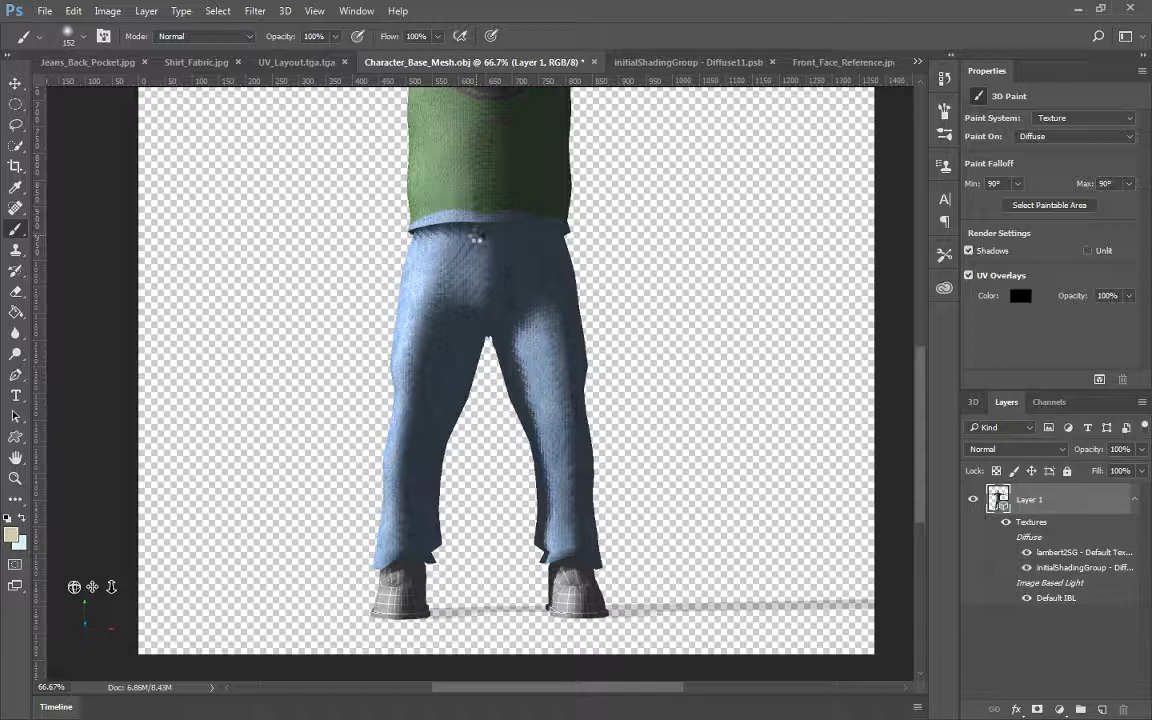 Ps File Edit Image Layer Type Select Filter 3D View Window Help
152 Mode: Normal Opacity: 100% Flow: 100%
Jeans_Back_Pocket.jpg Shirt_Fabric.jpg UV_Layout.tga.tga Character_Base_Mesh.obj @ 66.7% (Layer 1, RGB/8) * initialShadingGroup - Diffuse11.psb Front_Face_Reference.jp
Properties
3D Paint
Paint System: Texture
Paint On: Diffuse
Paint Falloff
Min: 90° Max: 90°
Select Paintable Area
Render Settings
Shadows Unlit
UV Overlays
Color: Opacity: 100%
3D Layers Channels
Kind
Normal Opacity: 100%
Lock: Fill: 100%
Layer 1
Textures
Diffuse
lambert2SG - Default Tex...
initialShadingGroup - Diff...
Image Based Light
Default IBL
66.67% Doc: 6.86M/8.43M
Timeline